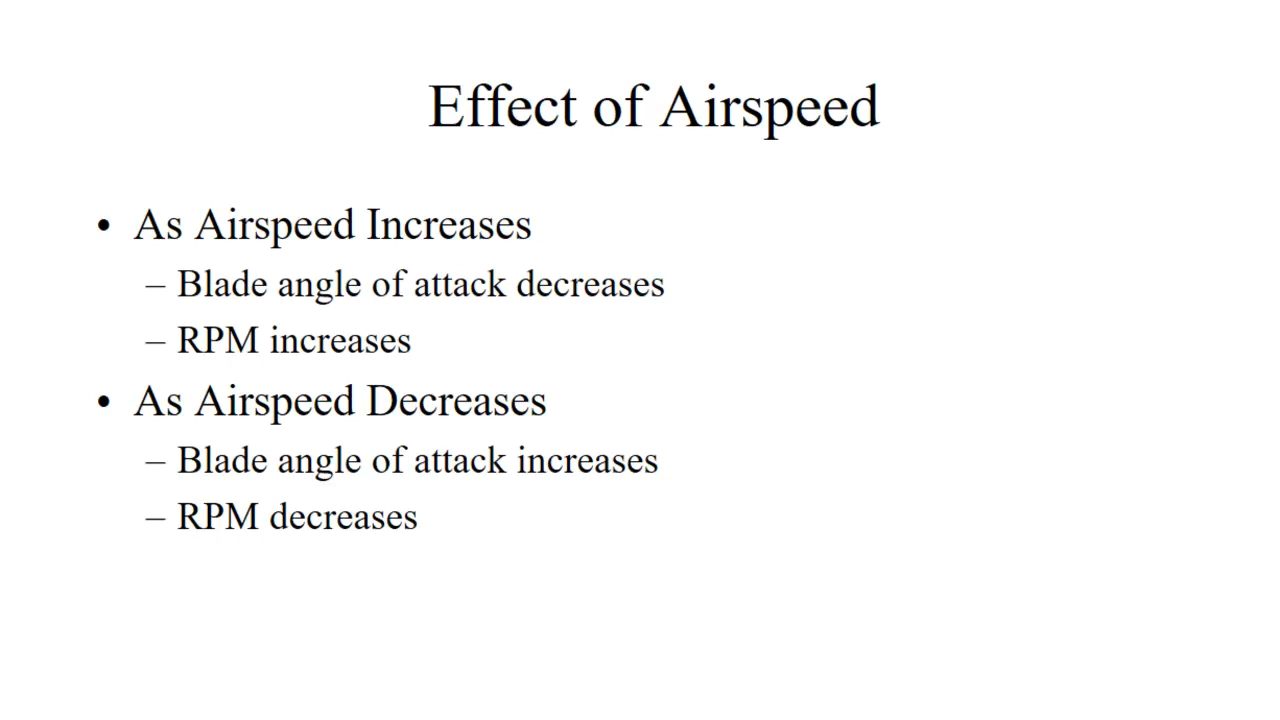 Effect of Airspeed
• As Airspeed Increases
– Blade angle of attack decreases
– RPM increases
• As Airspeed Decreases
– Blade angle of attack increases
– RPM decreases